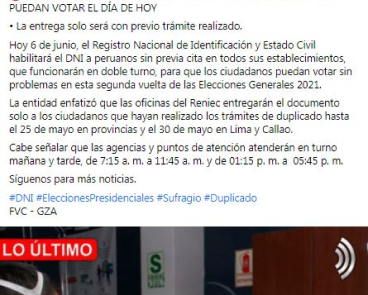 PUEDAN VOTAR EL DÍA DE HOY
• La entrega solo será con previo trámite realizado.
Hoy 6 de junio, el Registro Nacional de Identificación y Estado Civil
habilitará el DNI a peruanos sin previa cita en todos sus establecimientos,
que funcionarán en doble turno, para que los ciudadanos puedan votar sin
problemas en esta segunda vuelta de las Elecciones Generales 2021.
La entidad enfatizó que las oficinas del Reniec entregarán el documento
solo a los ciudadanos que hayan realizado los trámites de duplicado hasta
el 25 de mayo en provincias y el 30 de mayo en Lima y Callao.
Cabe señalar que las agencias y puntos de atención atenderán en turno
mañana y tarde, de 7:15 a. m. a 11:45 a. m. y de 01:15 p. m. a  05:45 p. m.
Síguenos para más noticias.
#DNI #EleccionesPresidenciales #Sufragio #Duplicado
FVC - GZA
LO ÚLTIMO
S